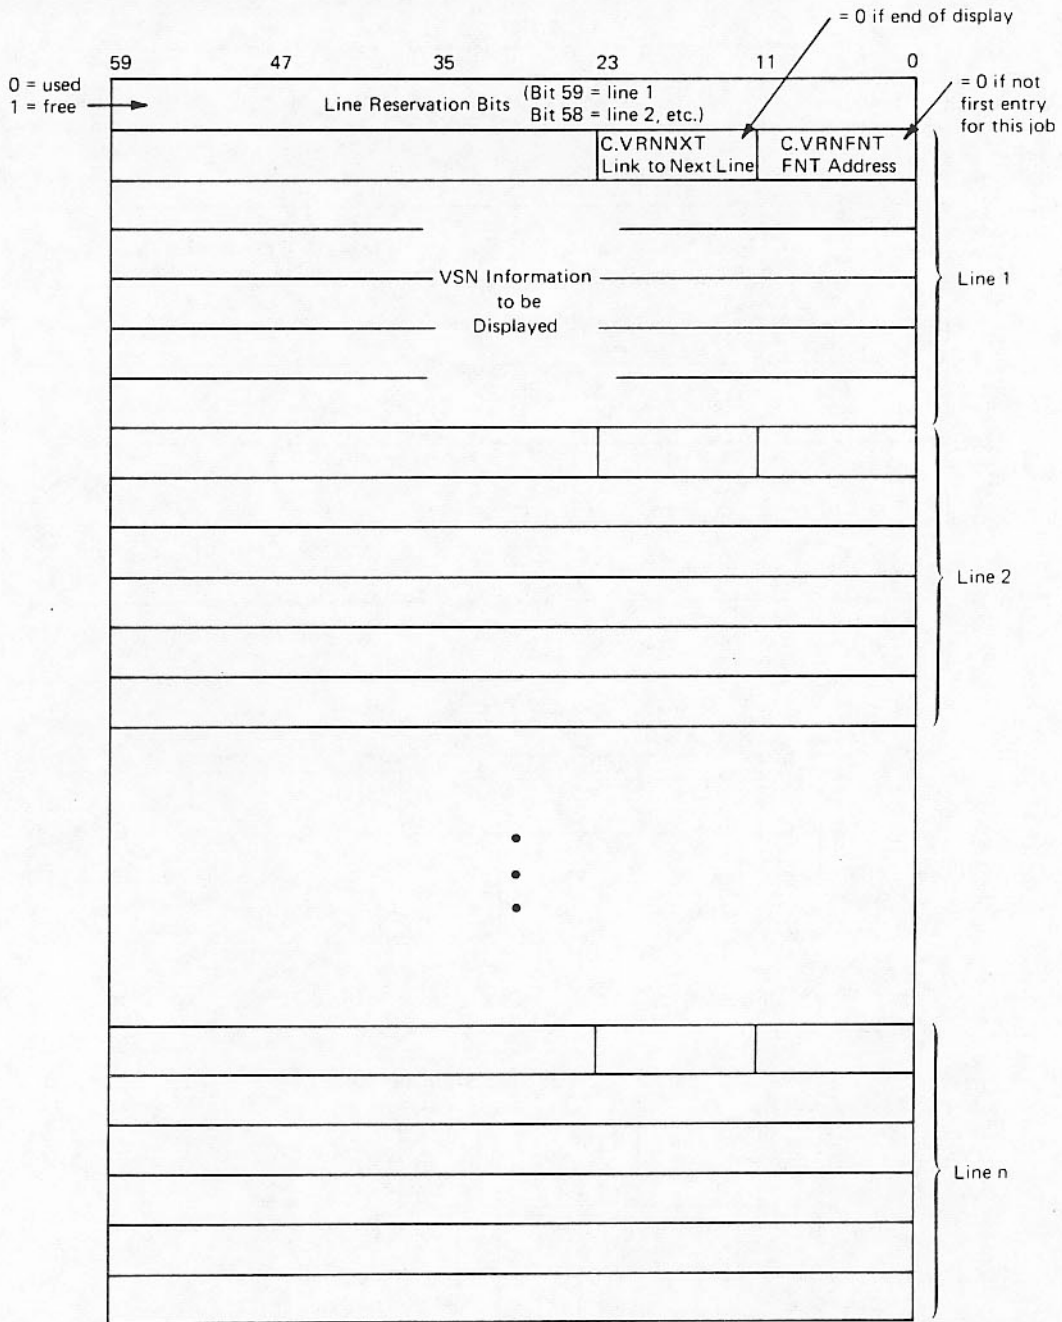 = 0 if end of display
59 47 35 23 11 0
0 = used
1 = free
Line Reservation Bits
(Bit 59 = line 1
Bit 58 = line 2, etc.)
= 0 if not
first entry
for this job
C.VRNNXT
Link to Next Line
C.VRNFNT
FNT Address
VSN Information
to be
Displayed
Line 1
Line 2
Line n